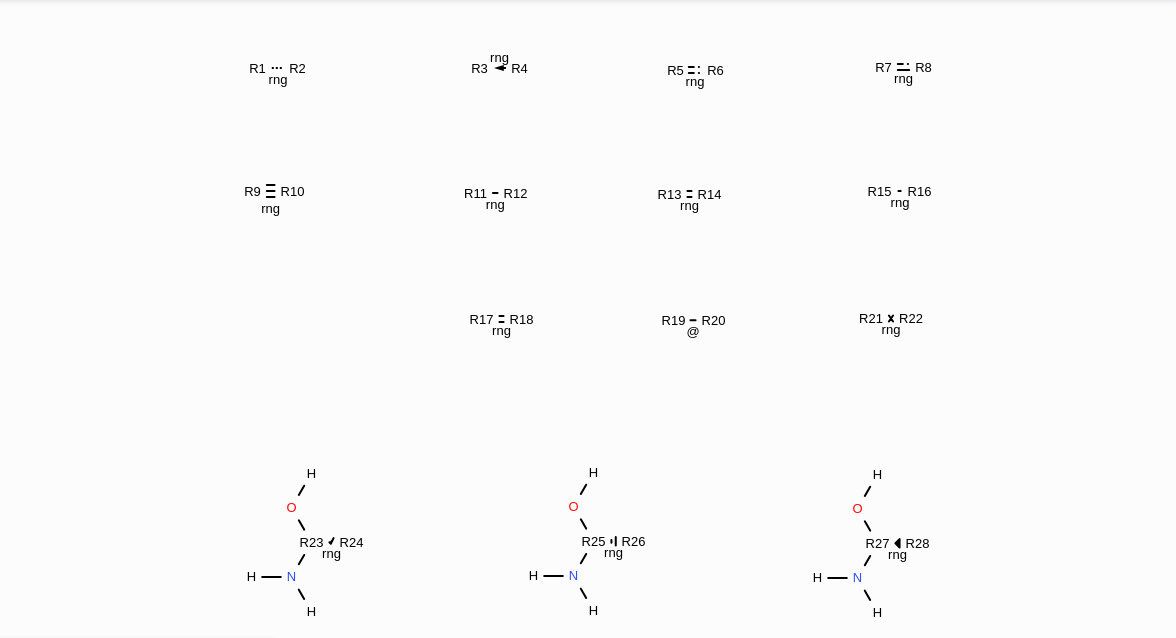 R1 R2
rng
rng
R3 R4
R5 R6
rng
R7 R8
rng
R9 R10
rng
R11 R12
rng
R13 R14
rng
R15 R16
rng
R17 R18
rng
R19 R20
@
R21 R22
rng
H
O
R23 R24
rng
H N
H
H
O
R25 R26
rng
H N
H
H
O
R27 R28
rng
H N
H